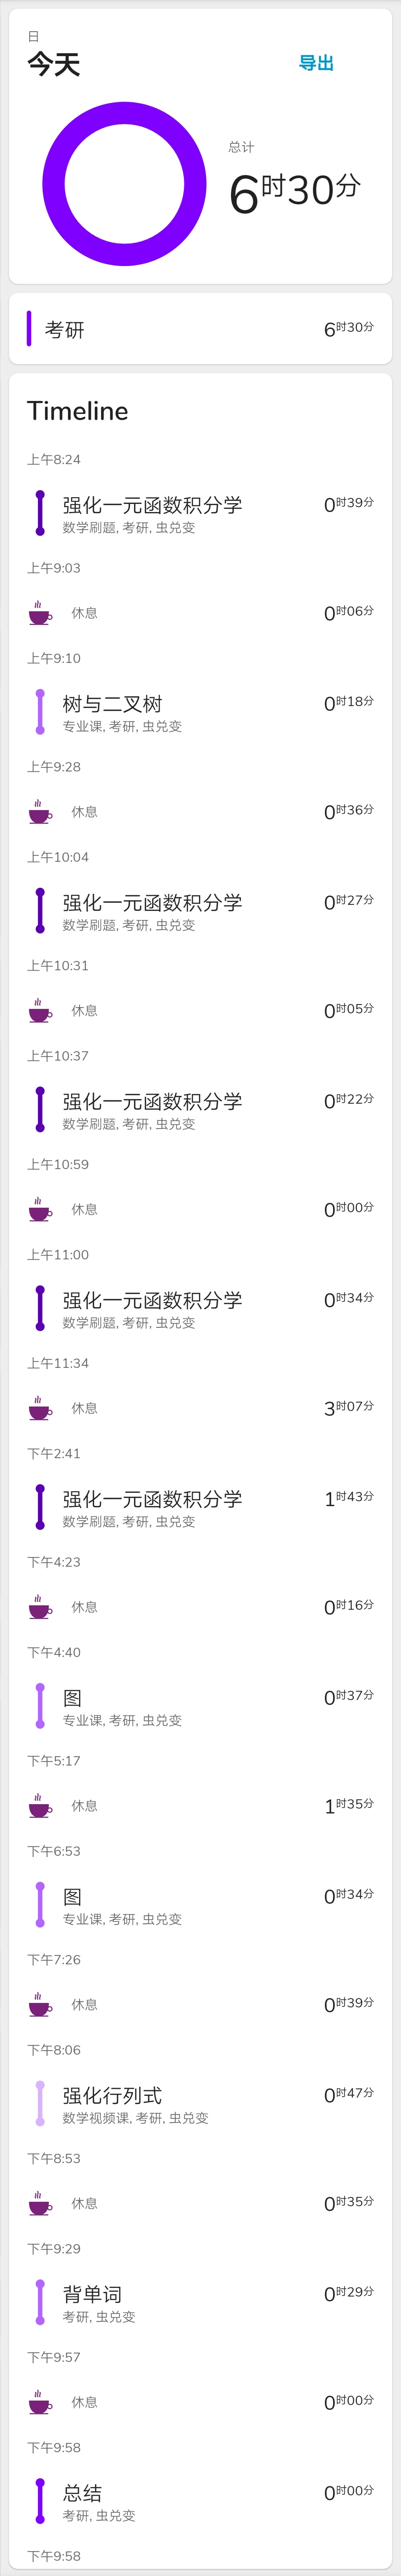 日
今天
导出
总计
6时30分
考研
6时30分
Timeline
上午8:24
强化一元函数积分学
0时39分
数学刷题, 考研, 虫兑变
上午9:03
休息
0时06分
上午9:10
树与二叉树
0时18分
专业课, 考研, 虫兑变
上午9:28
休息
0时36分
上午10:04
强化一元函数积分学
0时27分
数学刷题, 考研, 虫兑变
上午10:31
休息
0时05分
上午10:37
强化一元函数积分学
0时22分
数学刷题, 考研, 虫兑变
上午10:59
休息
0时00分
上午11:00
强化一元函数积分学
0时34分
数学刷题, 考研, 虫兑变
上午11:34
休息
3时07分
下午2:41
强化一元函数积分学
1时43分
数学刷题, 考研, 虫兑变
下午4:23
休息
0时16分
下午4:40
图
0时37分
专业课, 考研, 虫兑变
下午5:17
休息
1时35分
下午6:53
图
0时34分
专业课, 考研, 虫兑变
下午7:26
休息
0时39分
下午8:06
强化行列式
0时47分
数学视频课, 考研, 虫兑变
下午8:53
休息
0时35分
下午9:29
背单词
0时29分
考研, 虫兑变
下午9:57
休息
0时00分
下午9:58
总结
0时00分
考研, 虫兑变
下午9:58